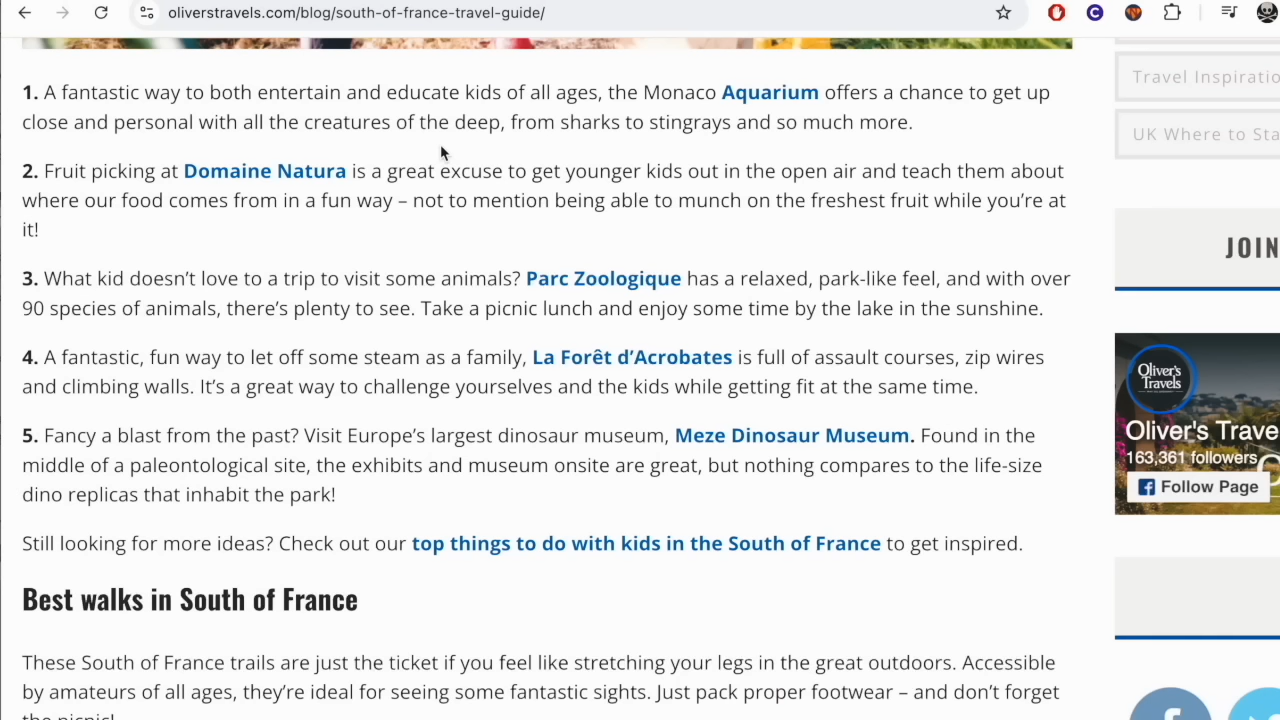 oliverstravels.com/blog/south-of-france-travel-guide/
1. A fantastic way to both entertain and educate kids of all ages, the Monaco Aquarium offers a chance to get up
close and personal with all the creatures of the deep, from sharks to stingrays and so much more.
2. Fruit picking at Domaine Natura is a great excuse to get younger kids out in the open air and teach them about
where our food comes from in a fun way – not to mention being able to munch on the freshest fruit while you’re at
it!
3. What kid doesn’t love to a trip to visit some animals? Parc Zoologique has a relaxed, park-like feel, and with over
90 species of animals, there’s plenty to see. Take a picnic lunch and enjoy some time by the lake in the sunshine.
4. A fantastic, fun way to let off some steam as a family, La Forêt d’Acrobates is full of assault courses, zip wires
and climbing walls. It’s a great way to challenge yourselves and the kids while getting fit at the same time.
5. Fancy a blast from the past? Visit Europe’s largest dinosaur museum, Meze Dinosaur Museum. Found in the
middle of a paleontological site, the exhibits and museum onsite are great, but nothing compares to the life-size
dino replicas that inhabit the park!
Still looking for more ideas? Check out our top things to do with kids in the South of France to get inspired.
Best walks in South of France
These South of France trails are just the ticket if you feel like stretching your legs in the great outdoors. Accessible
by amateurs of all ages, they’re ideal for seeing some fantastic sights. Just pack proper footwear – and don’t forget
the picnic!
Travel Inspiratio
UK Where to Sta
JOIN
Oliver's
Travels
Oliver's Trave
163,361 followers
Follow Page